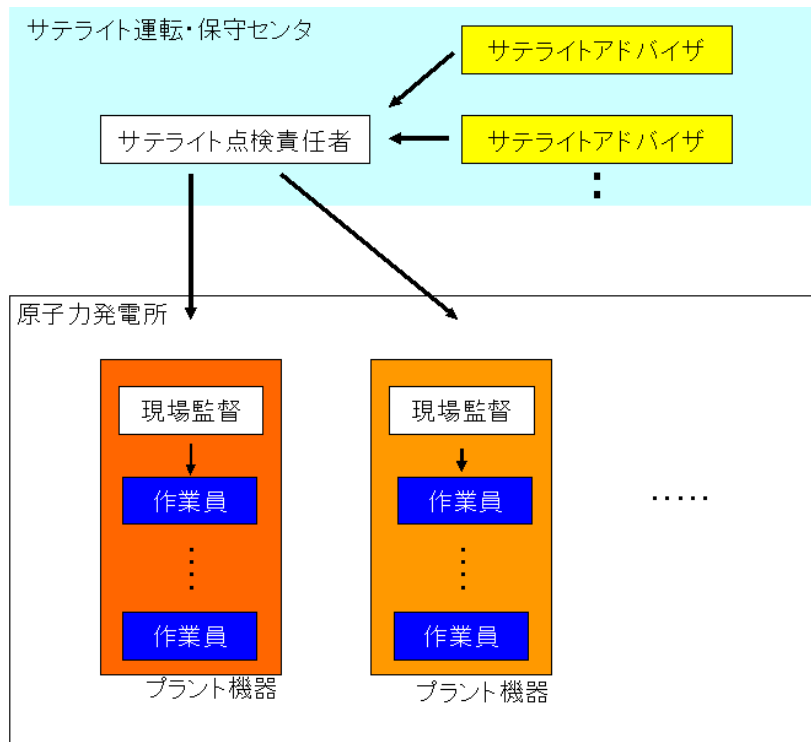 サテライト運転・保守センタ
サテライトアドバイザ
サテライト点検責任者
サテライトアドバイザ
原子力発電所
現場監督
現場監督
作業員
作業員
作業員
作業員
プラント機器
プラント機器